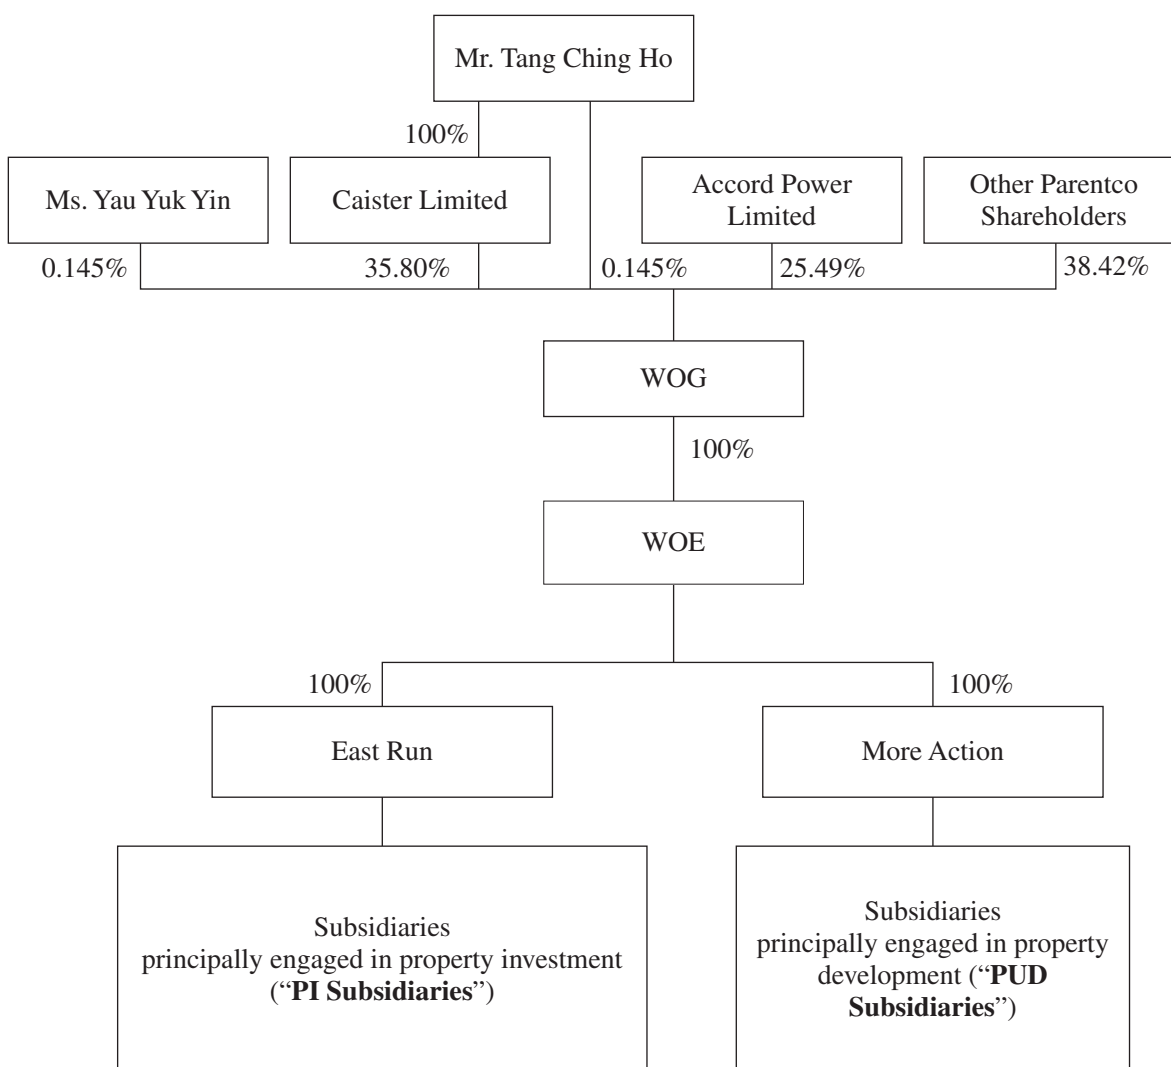 Mr. Tang Ching Ho
100%
Ms. Yau Yuk Yin
Caister Limited
Accord Power
Limited
Other Parentco
Shareholders
0.145%
35.80%
0.145%
25.49%
38.42%
WOG
100%
WOE
100%
100%
East Run
More Action
Subsidiaries
principally engaged in property investment
(“PI Subsidiaries”)
Subsidiaries
principally engaged in property
development (“PUD
Subsidiaries”)